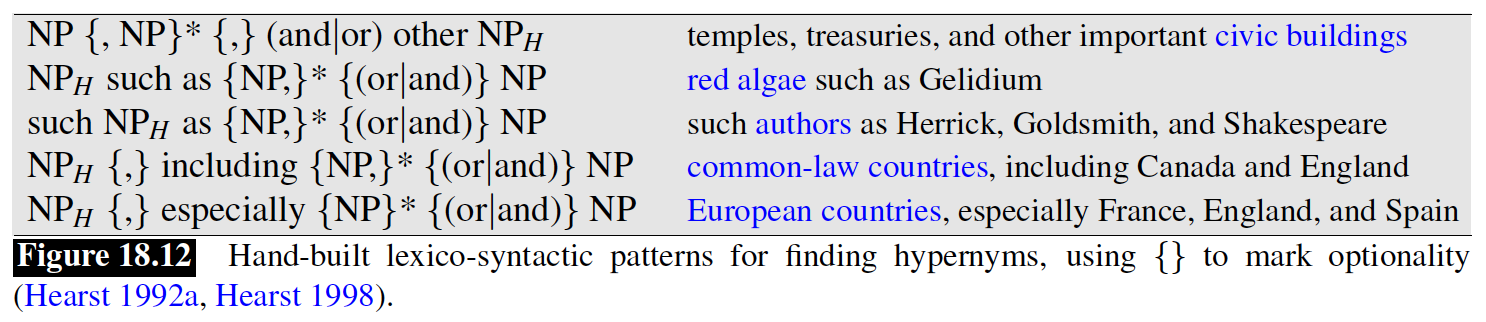 NP {, NP}* {,} (and|or) other NP_H temples, treasuries, and other important civic buildings
NP_H such as {NP,}* {(or|and)} NP red algae such as Gelidium
such NP_H as {NP,}* {(or|and)} NP such authors as Herrick, Goldsmith, and Shakespeare
NP_H {,} including {NP,}* {(or|and)} NP common-law countries, including Canada and England
NP_H {,} especially {NP}* {(or|and)} NP European countries, especially France, England, and Spain
Figure 18.12 Hand-built lexico-syntactic patterns for finding hypernyms, using {} to mark optionality
(Hearst 1992a, Hearst 1998).